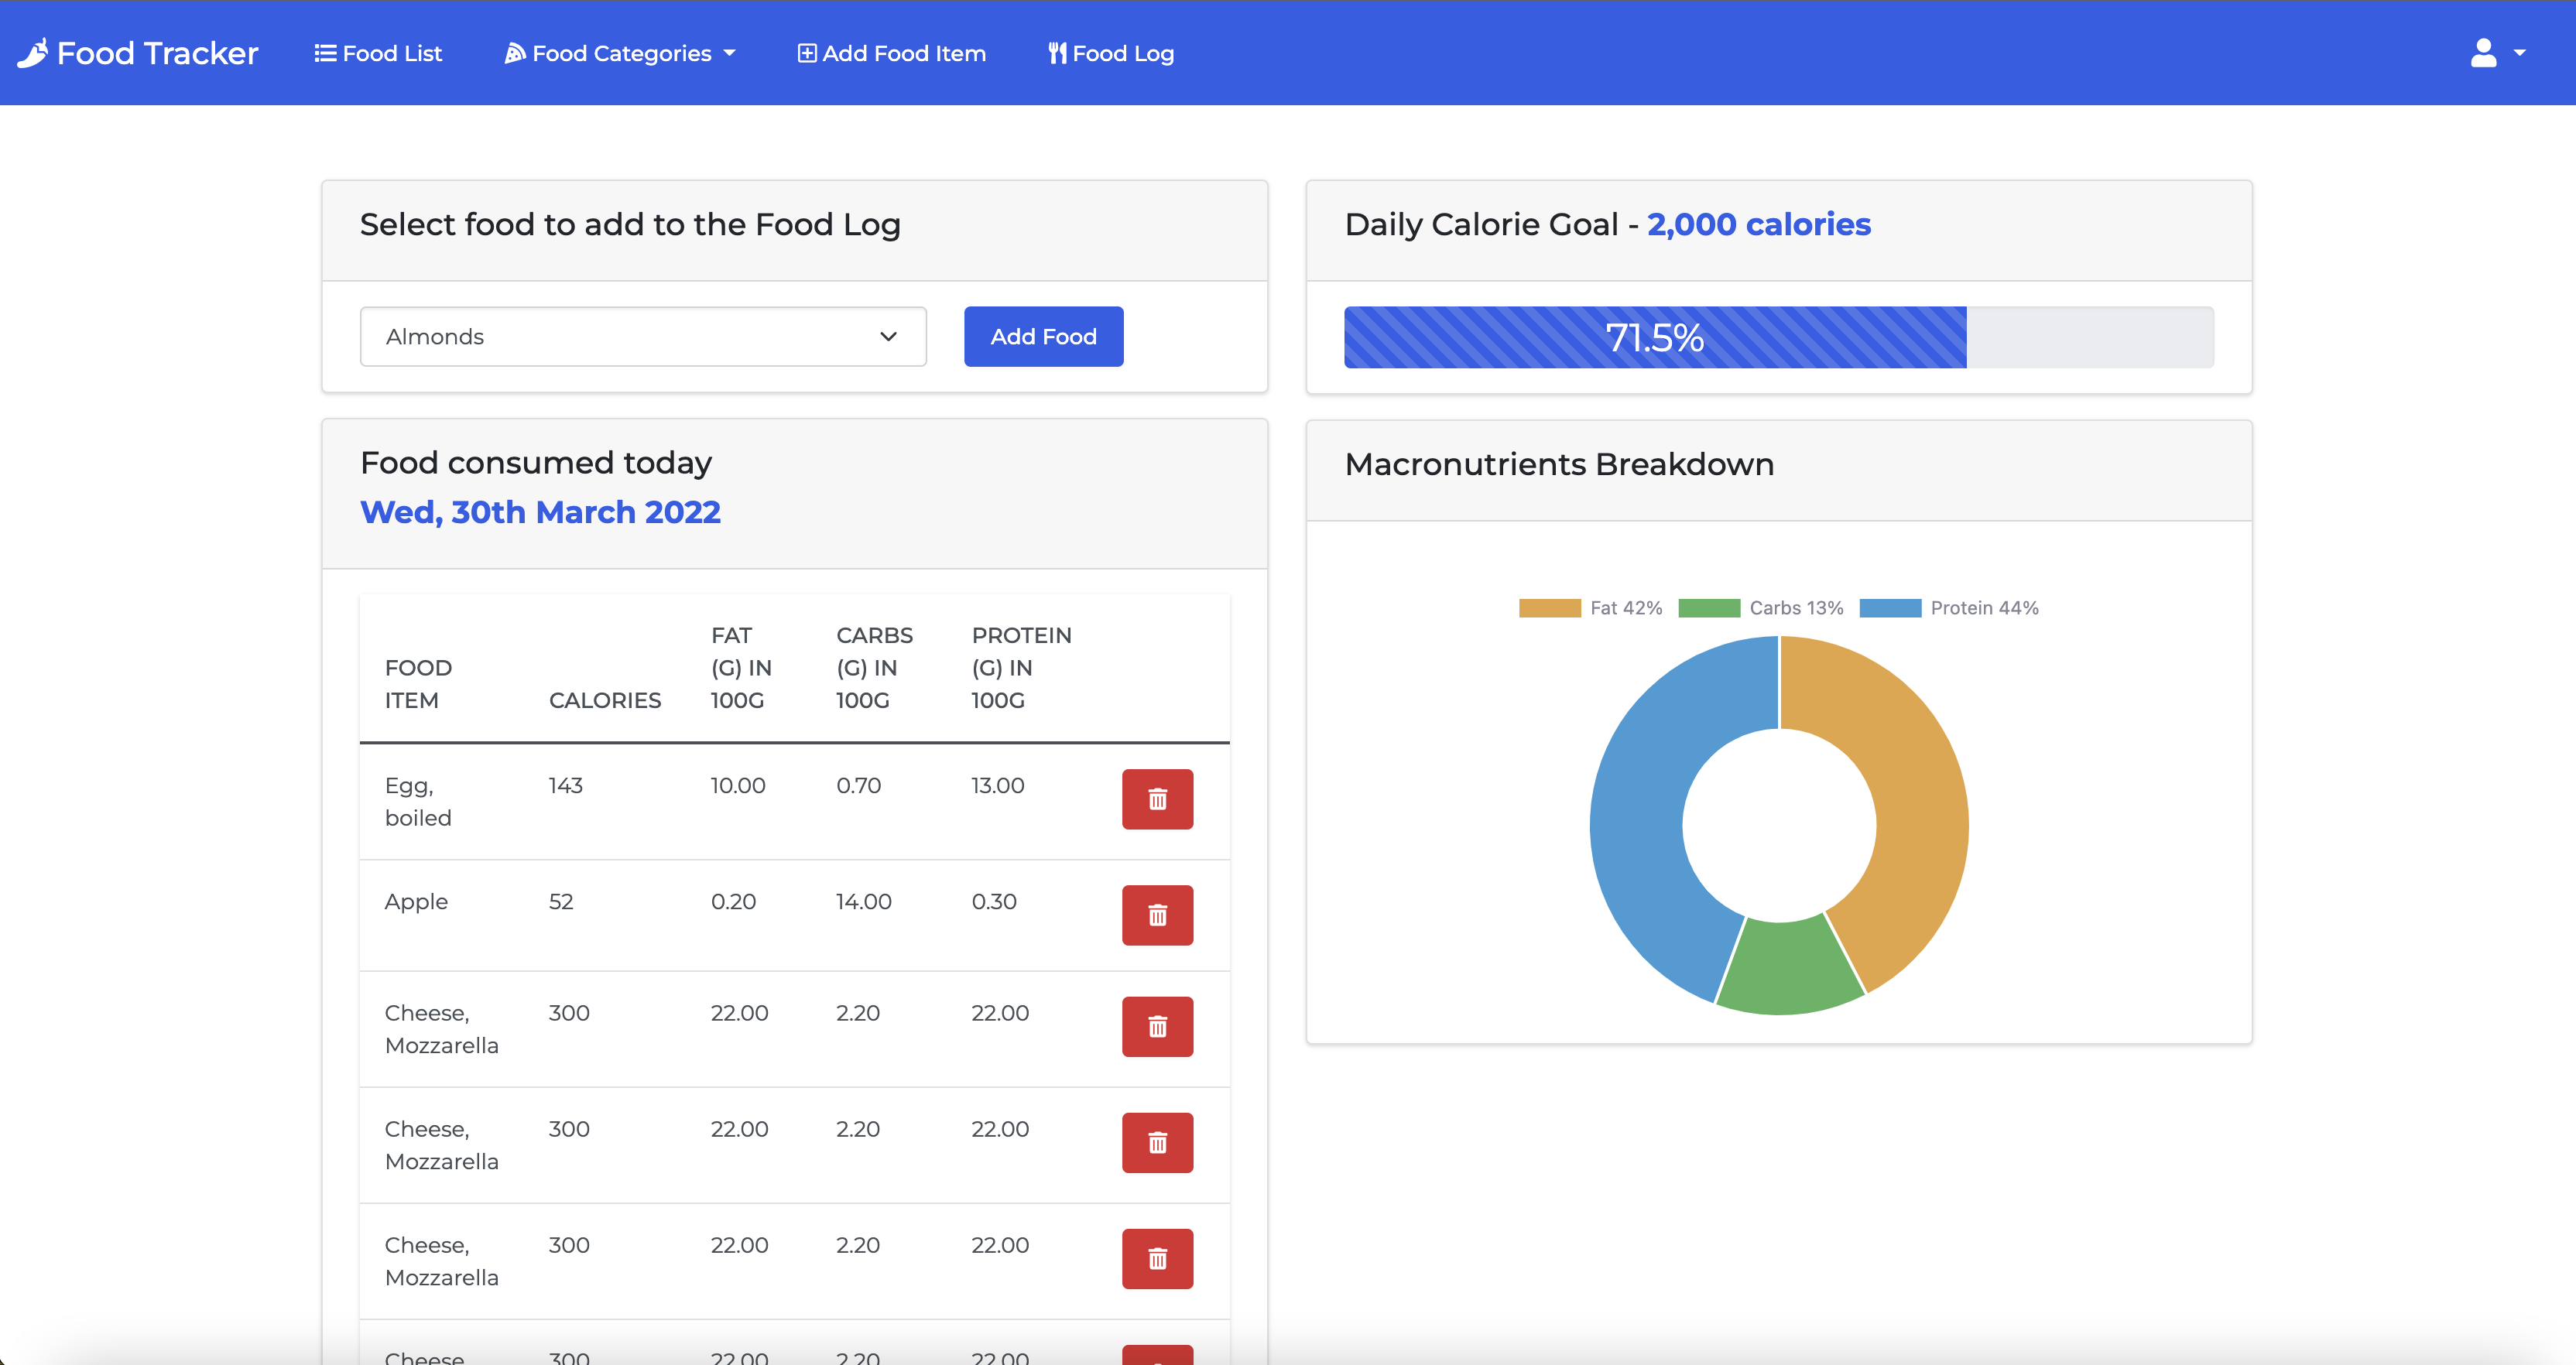 Food Tracker
Food List
Food Categories
Add Food Item
Food Log
Select food to add to the Food Log
Almonds
Add Food
Daily Calorie Goal - 2,000 calories
71.5%
Food consumed today
Wed, 30th March 2022
FOOD ITEM CALORIES FAT (G) IN 100G CARBS (G) IN 100G PROTEIN (G) IN 100G
Egg, boiled 143 10.00 0.70 13.00
Apple 52 0.20 14.00 0.30
Cheese, Mozzarella 300 22.00 2.20 22.00
Cheese, Mozzarella 300 22.00 2.20 22.00
Cheese, Mozzarella 300 22.00 2.20 22.00
Cheese, 300 22.00 2.20 22.00
Macronutrients Breakdown
Fat 42% Carbs 13% Protein 44%